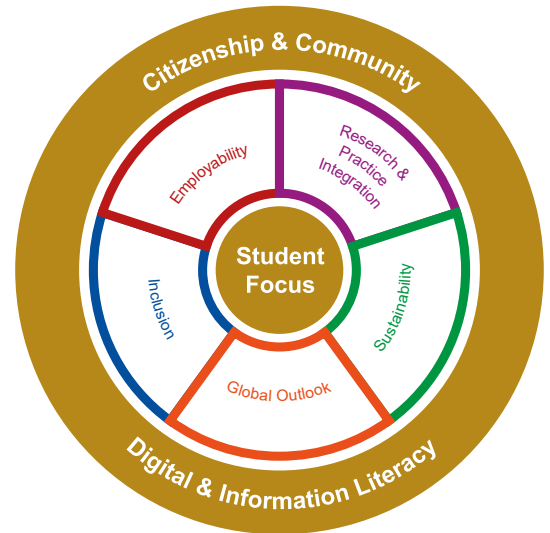 Citizenship & Community
Employability
Research &
Practice
Integration
Student
Focus
Inclusion
Sustainability
Global Outlook
Digital & Information Literacy